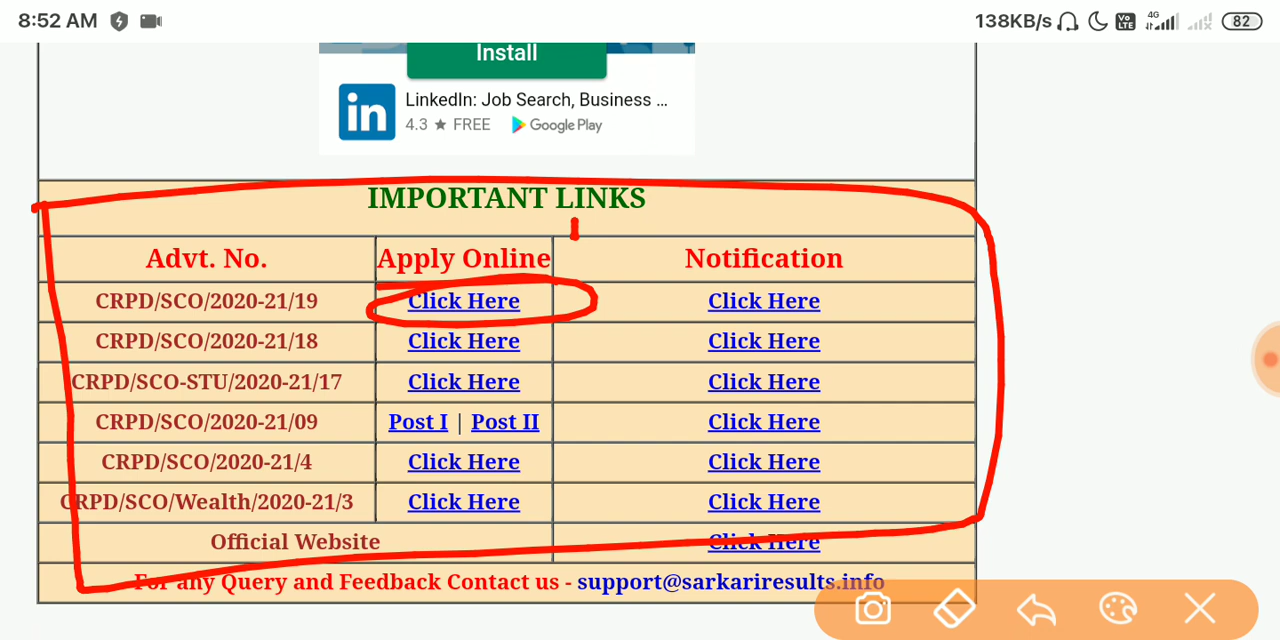 8:52 AM 138KB/s Vo LTE 4G 82
Install
in LinkedIn: Job Search, Business ...
4.3 ★ FREE Google Play
IMPORTANT LINKS
Advt. No. Apply Online Notification
CRPD/SCO/2020-21/19 Click Here Click Here
CRPD/SCO/2020-21/18 Click Here Click Here
CRPD/SCO-STU/2020-21/17 Click Here Click Here
CRPD/SCO/2020-21/09 Post I | Post II Click Here
CRPD/SCO/2020-21/4 Click Here Click Here
CRPD/SCO/Wealth/2020-21/3 Click Here Click Here
Official Website Click Here
For any Query and Feedback Contact us - support@sarkariresults.info